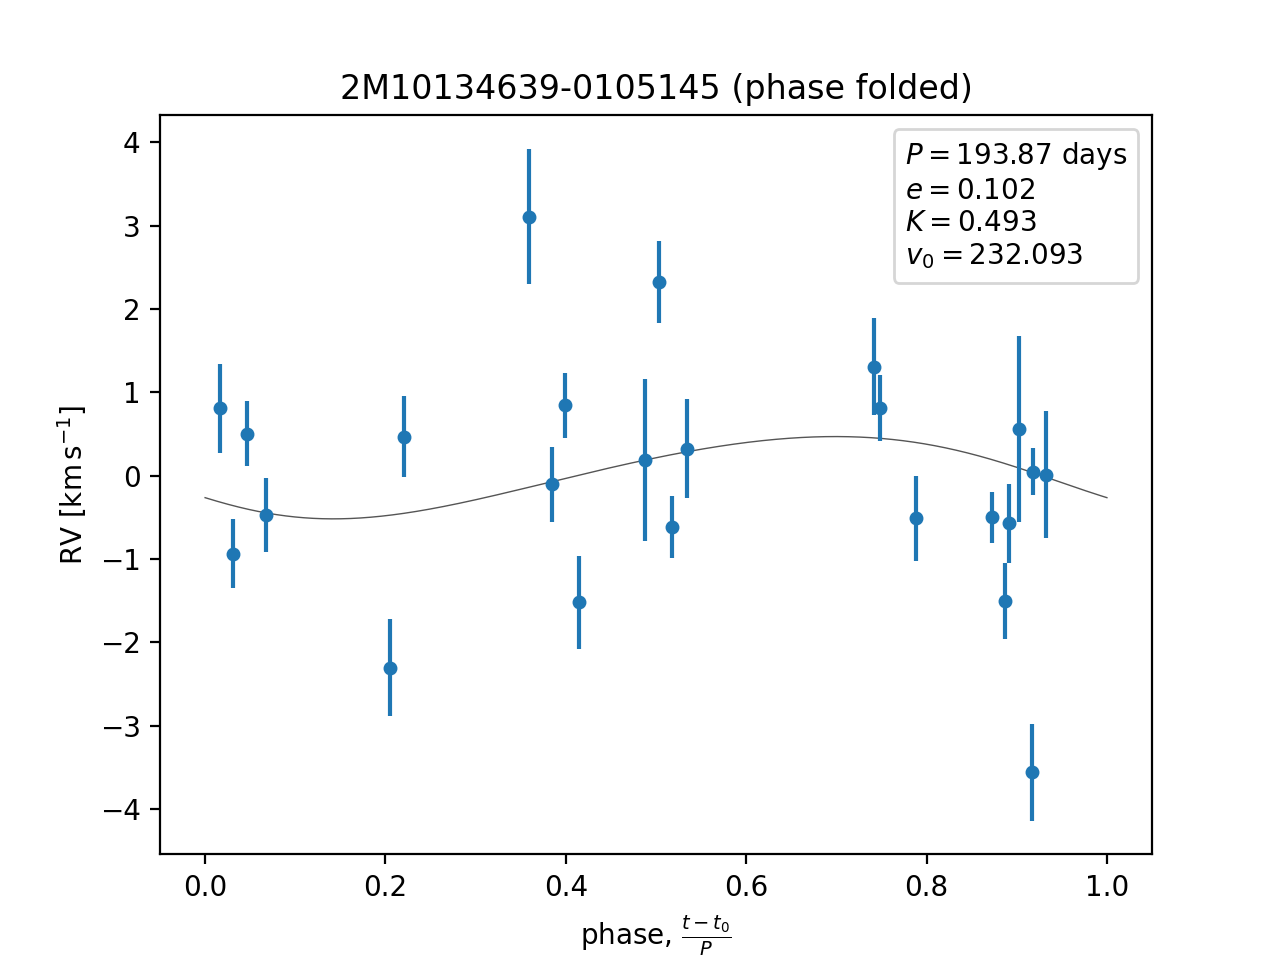 2M10134639-0105145 (phase folded)
P = 193.87 days
e = 0.102
K = 0.493
v₀ = 232.093
4
3
2
1
0
−1
−2
−3
−4
RV [km s⁻¹]
0.0 0.2 0.4 0.6 0.8 1.0
phase, (t − t₀)/P